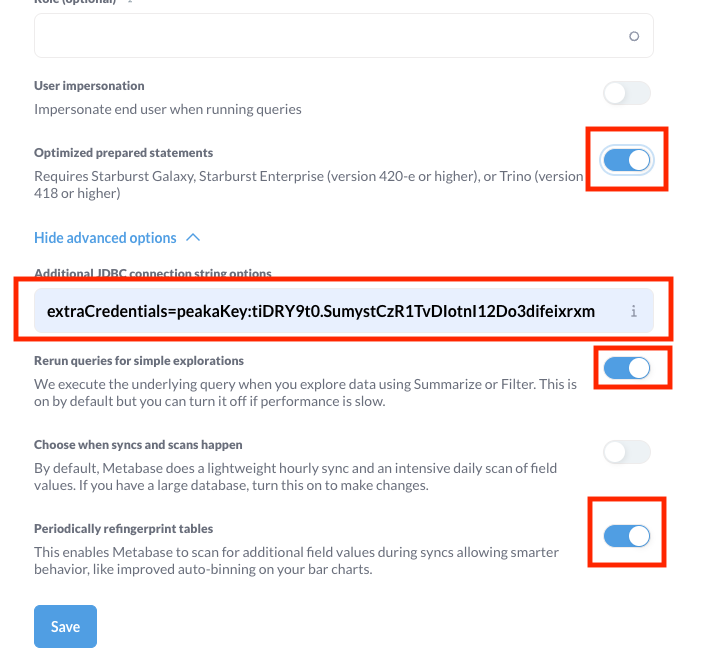 Role (optional) i
User impersonation
Impersonate end user when running queries
Optimized prepared statements
Requires Starburst Galaxy, Starburst Enterprise (version 420-e or higher), or Trino (version
418 or higher)
Hide advanced options
Additional JDBC connection string options
extraCredentials=peakaKey:tiDRY9t0.SumystCzR1TvDIotnI12Do3difeixrxm i
Rerun queries for simple explorations
We execute the underlying query when you explore data using Summarize or Filter. This is
on by default but you can turn it off if performance is slow.
Choose when syncs and scans happen
By default, Metabase does a lightweight hourly sync and an intensive daily scan of field
values. If you have a large database, turn this on to make changes.
Periodically refingerprint tables
This enables Metabase to scan for additional field values during syncs allowing smarter
behavior, like improved auto-binning on your bar charts.
Save